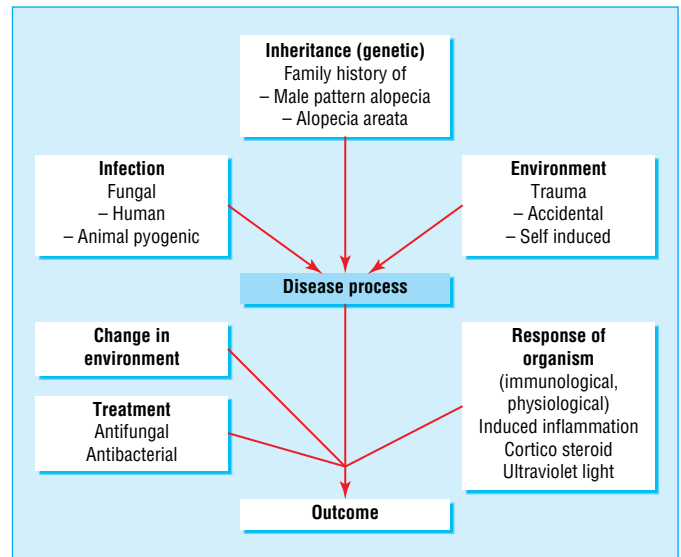 Inheritance (genetic)
Family history of
– Male pattern alopecia
– Alopecia areata
Infection
Fungal
– Human
– Animal pyogenic
Environment
Trauma
– Accidental
– Self induced
Disease process
Change in
environment
Treatment
Antifungal
Antibacterial
Response of
organism
(immunological,
physiological)
Induced inflammation
Cortico steroid
Ultraviolet light
Outcome